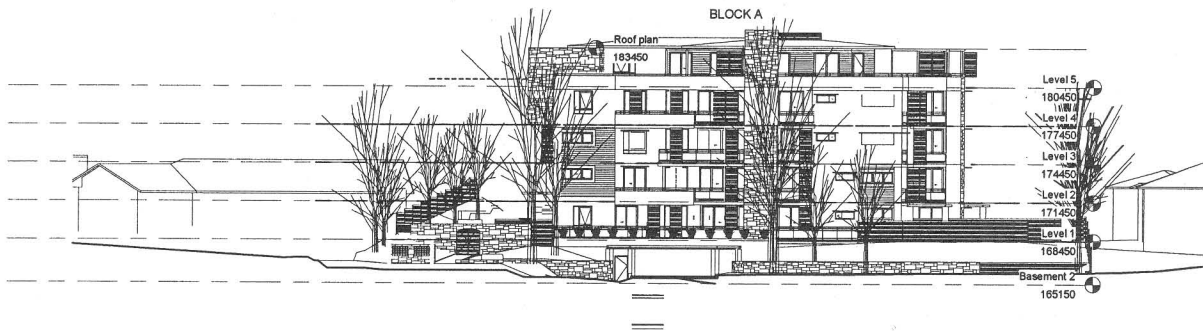 BLOCK A
Roof plan
183450
Level 5
180450
Level 4
177450
Level 3
174450
Level 2
171450
Level 1
168450
Basement 2
165150